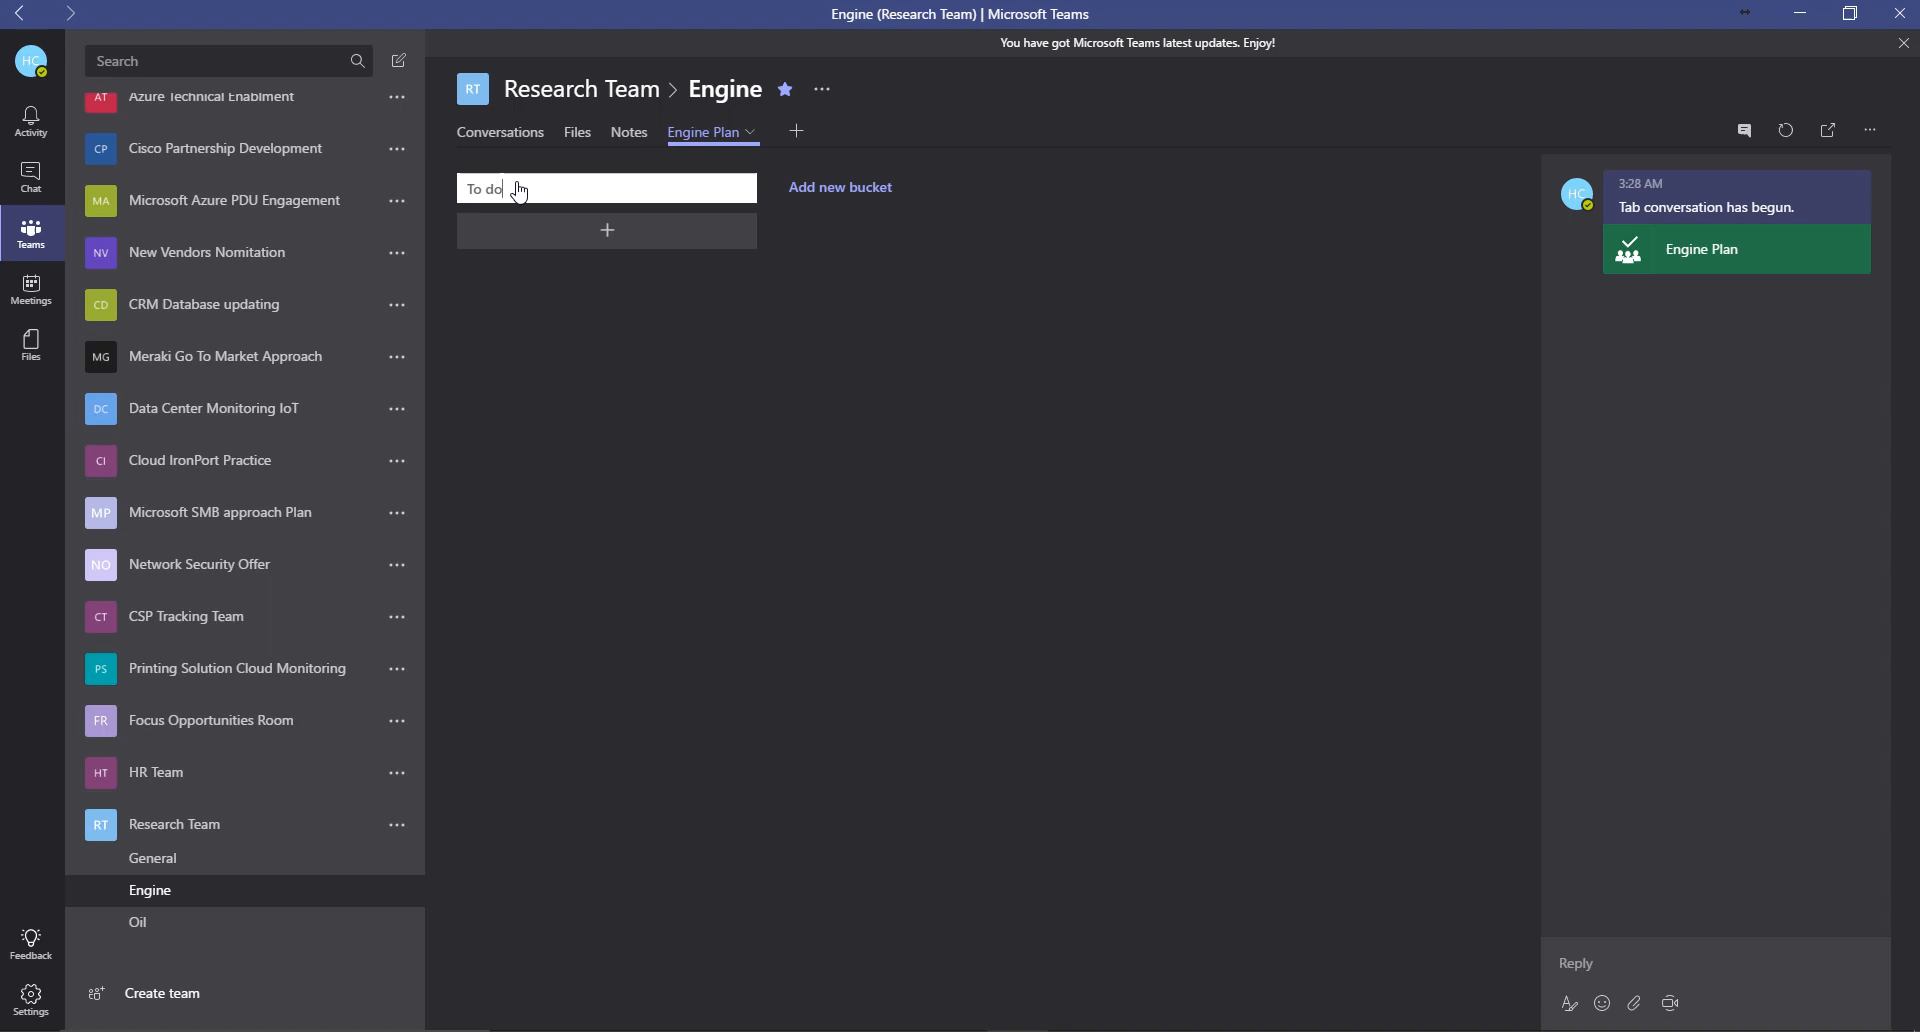 Engine (Research Team) | Microsoft Teams
You have got Microsoft Teams latest updates. Enjoy!
HC
Activity
Chat
Teams
Meetings
Files
Feedback
Settings
Search
AT Azure Technical Enablment
CP Cisco Partnership Development
MA Microsoft Azure PDU Engagement
NV New Vendors Nomitation
CD CRM Database updating
MG Meraki Go To Market Approach
DC Data Center Monitoring IoT
CI Cloud IronPort Practice
MP Microsoft SMB approach Plan
NO Network Security Offer
CT CSP Tracking Team
PS Printing Solution Cloud Monitoring
FR Focus Opportunities Room
HT HR Team
RT Research Team
General
Engine
Oil
Create team
RT Research Team > Engine
Conversations Files Notes Engine Plan
To do Add new bucket
HC 3:28 AM
Tab conversation has begun.
Engine Plan
Reply